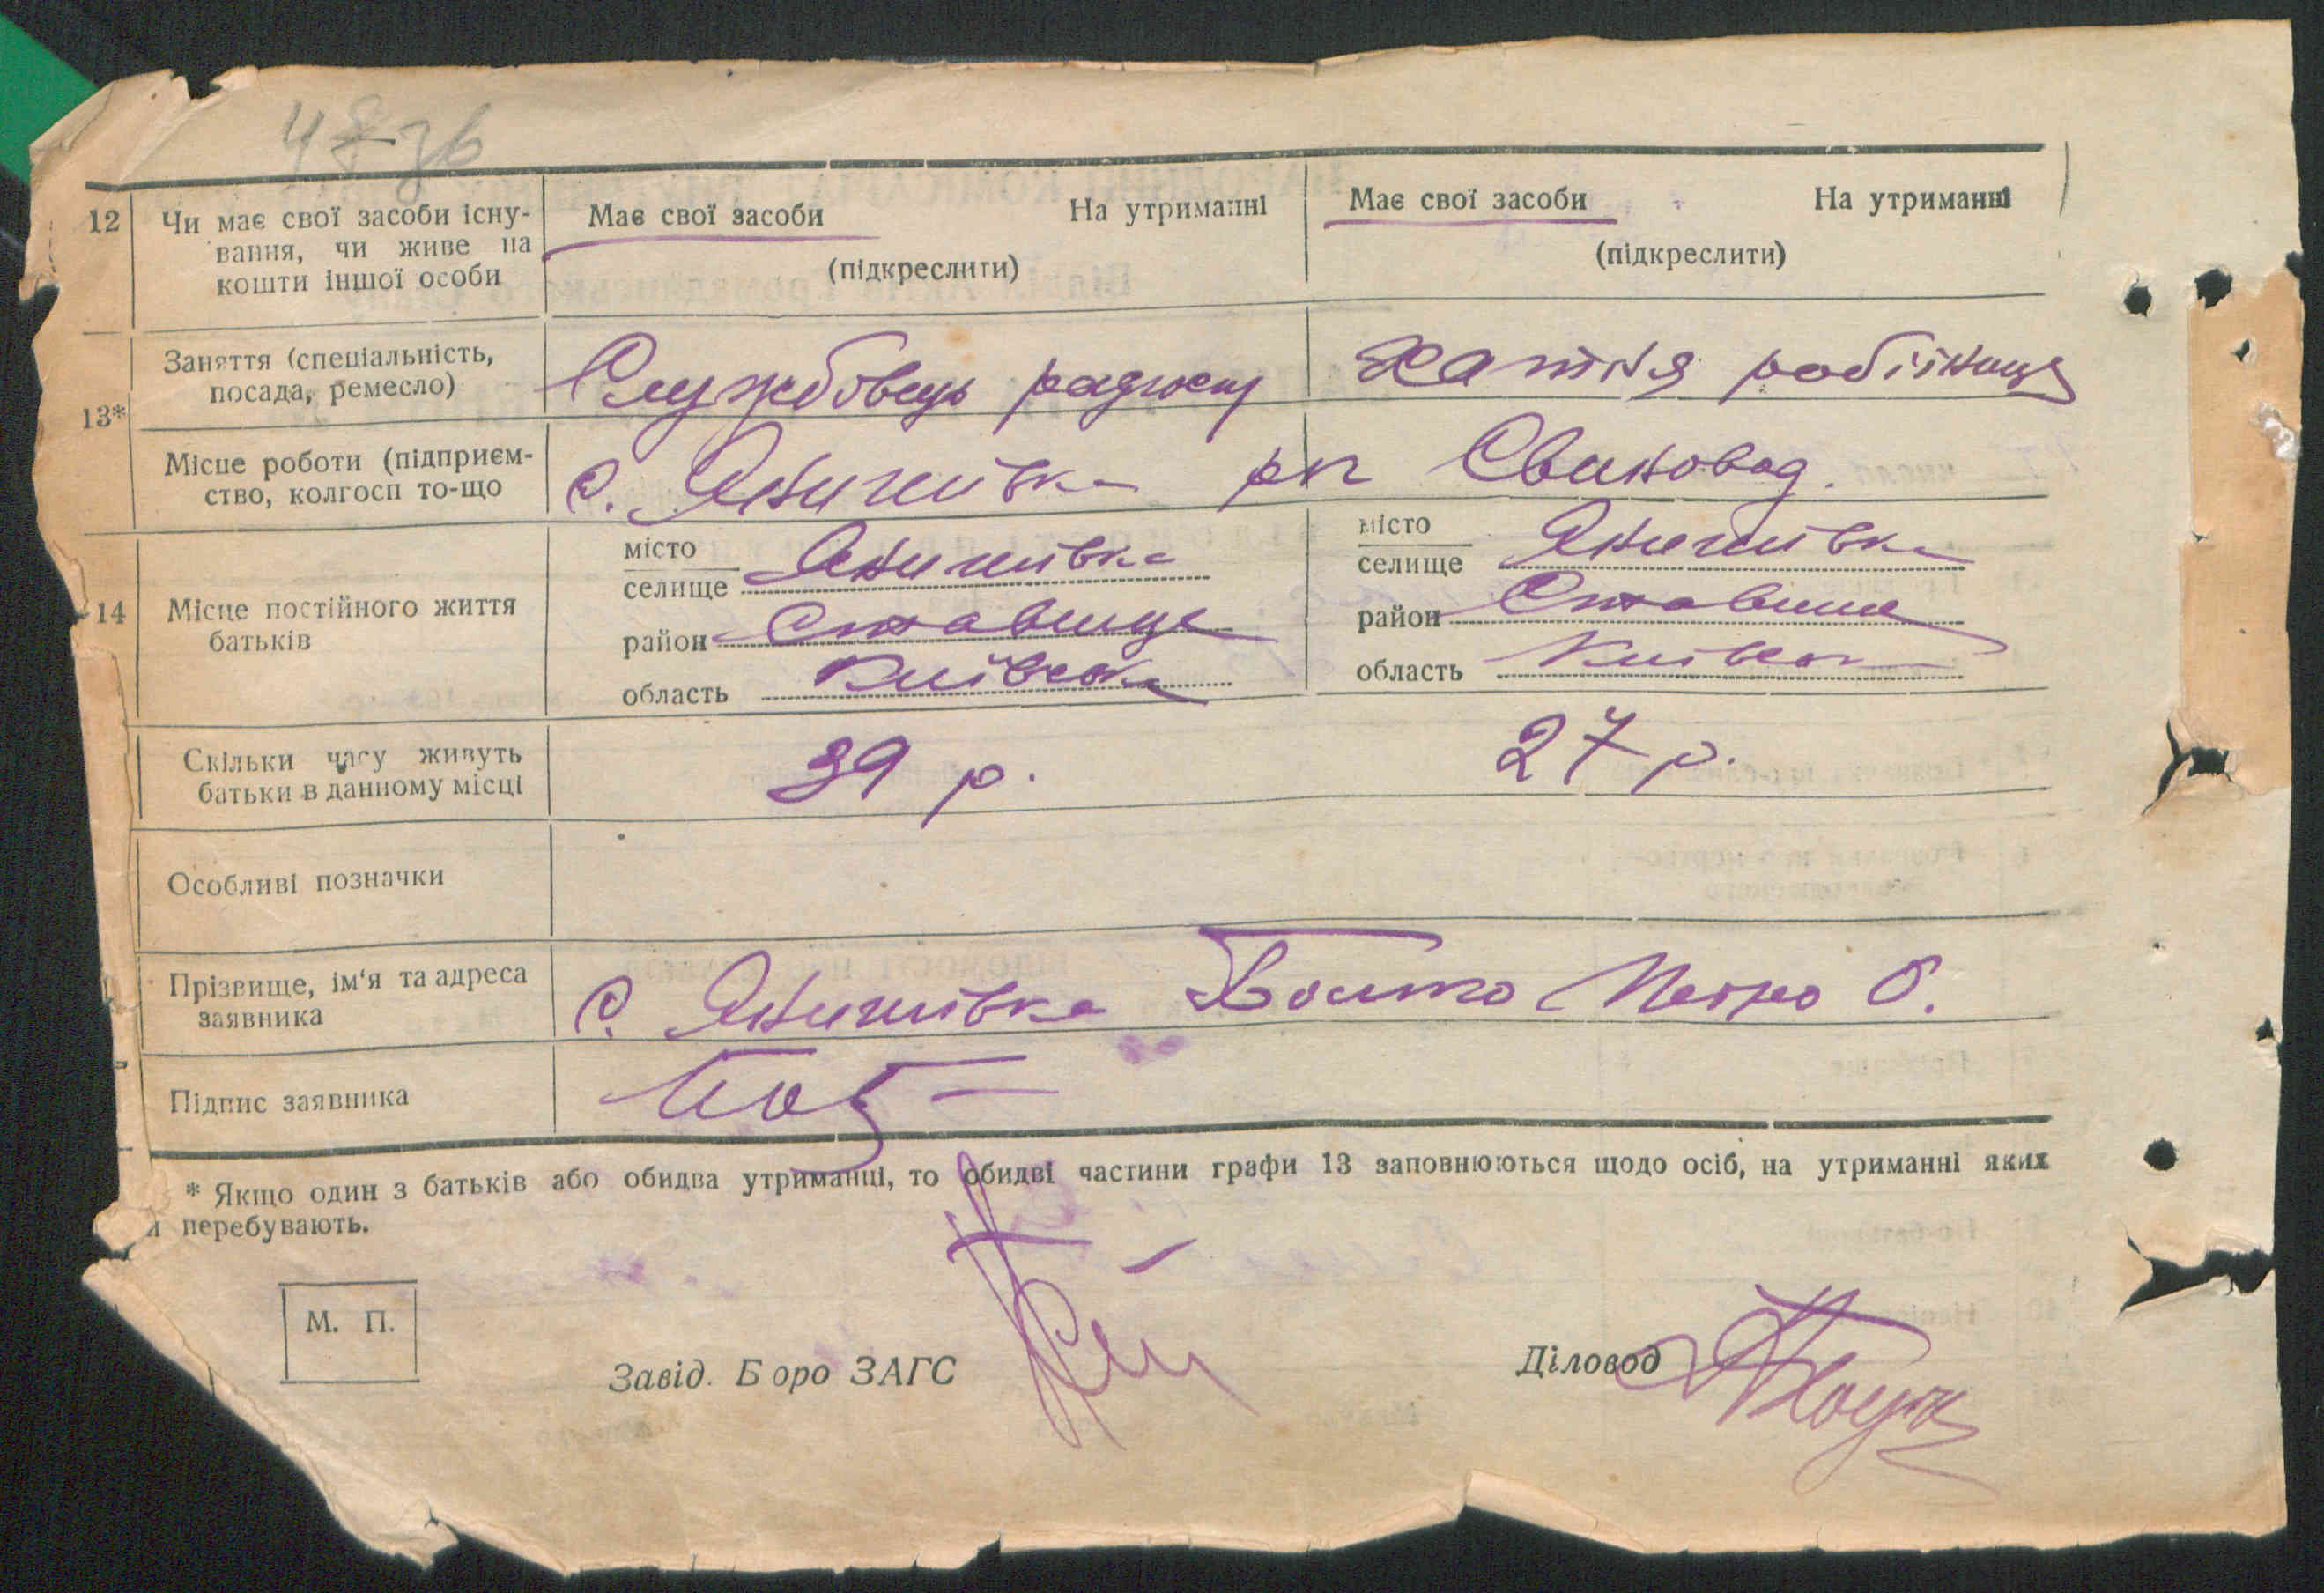 12 Чи має свої засоби існу-
вання, чи живе на
кошти іншої особи
Має свої засоби На утриманні
(підкреслити)
Має свої засоби На утриманні
(підкреслити)
13*
Заняття (спеціальність,
посада, ремесло)
Службовець
хатня робітниця
Місце роботи (підприєм-
ство, колгосп то-що
с. Янишівка
14 Місце постійного життя
батьків
місто
селище Янишівка
район Ставище
область Київська
місто
селище Янишівка
район Ставище
область Київська
Скільки часу живуть
батьки в данному місці
39 р.
27 р.
Особливі позначки
Прізвище, ім'я та адреса
заявника
с. Янишівка Бойко Петро О.
Підпис заявника
* Якщо один з батьків або обидва утриманці, то обидві частини графи 13 заповнюються щодо осіб, на утриманні яких
перебувають.
М. П.
Завід. Бюро ЗАГС
Діловод